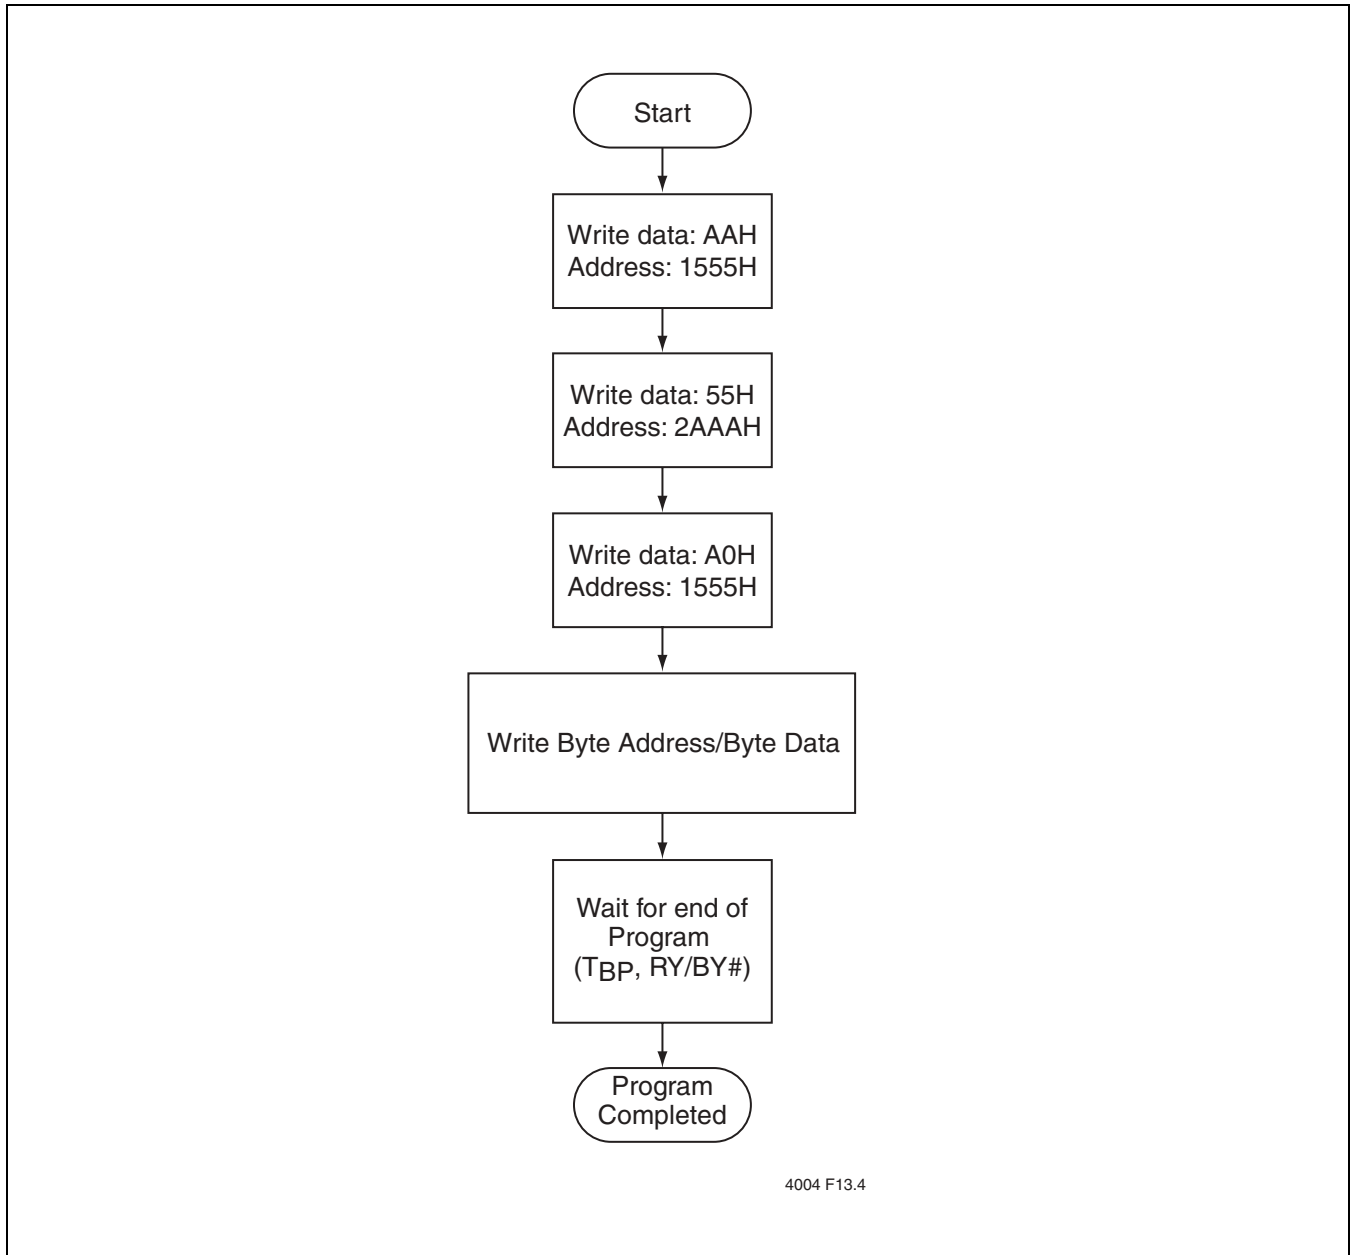 Start
Write data: AAH
Address: 1555H
Write data: 55H
Address: 2AAAH
Write data: A0H
Address: 1555H
Write Byte Address/Byte Data
Wait for end of
Program
(TBP, RY/BY#)
Program
Completed
4004 F13.4